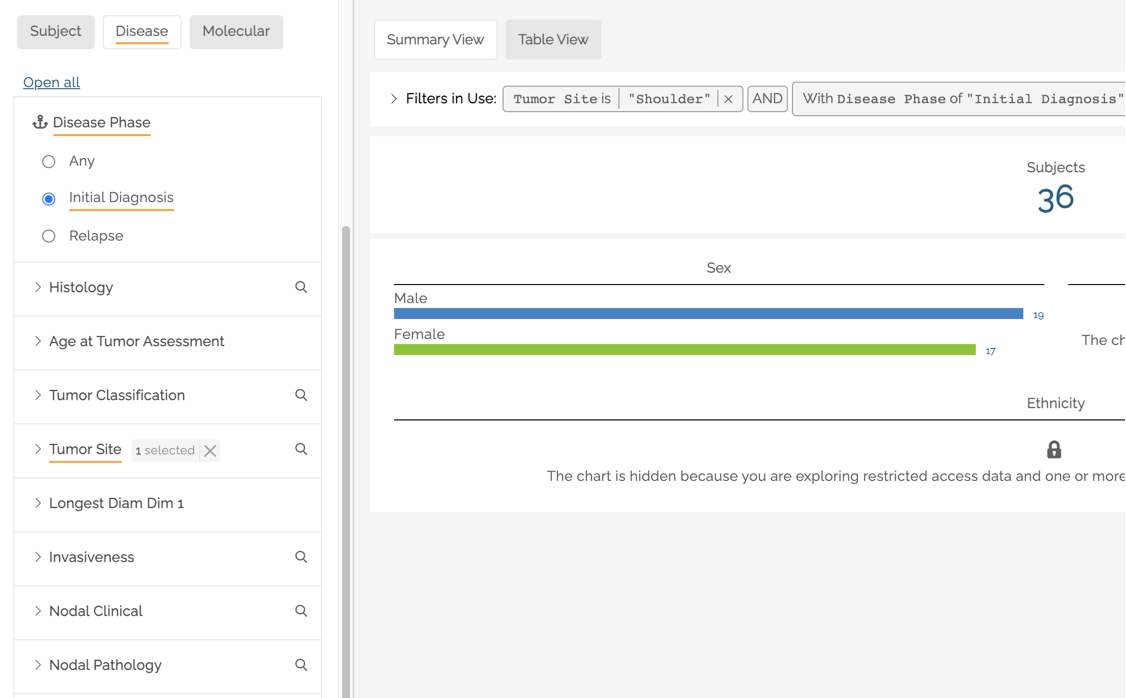 Subject Disease Molecular
Open all
Disease Phase
Any
Initial Diagnosis
Relapse
Histology
Age at Tumor Assessment
Tumor Classification
Tumor Site 1 selected
Longest Diam Dim 1
Invasiveness
Nodal Clinical
Nodal Pathology
Summary View Table View
Filters in Use: Tumor Site is "Shoulder" AND With Disease Phase of "Initial Diagnosis"
Subjects
36
Sex
Male
19
Female
17
The ch
Ethnicity
The chart is hidden because you are exploring restricted access data and one or more